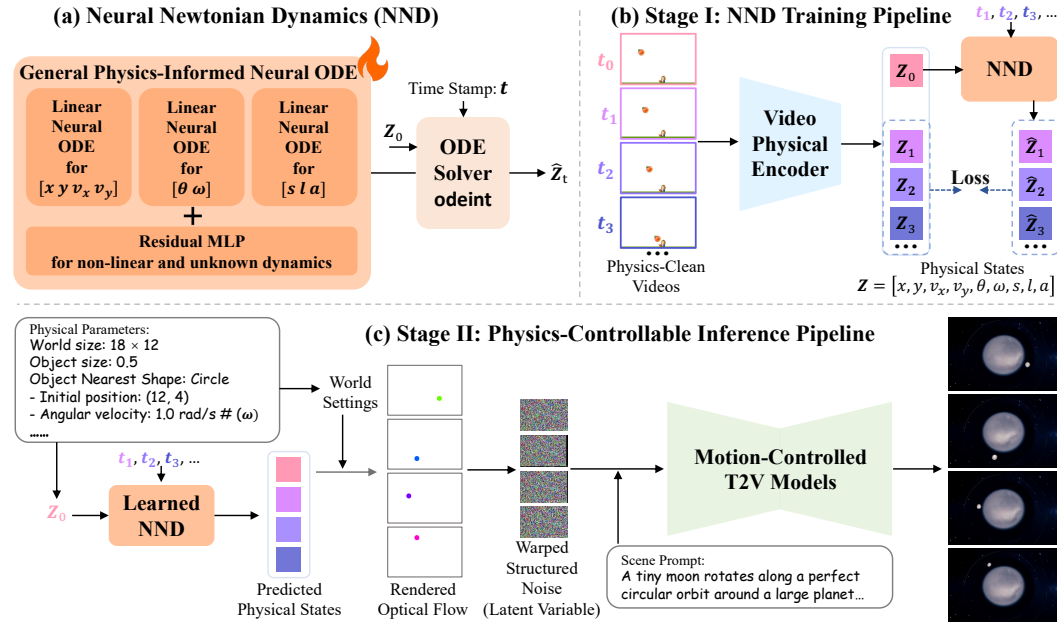 (a) Neural Newtonian Dynamics (NND)
General Physics-Informed Neural ODE
Linear
Neural
ODE
for
[x y v_x v_y]
Linear
Neural
ODE
for
[θ ω]
Linear
Neural
ODE
for
[s l a]
+
Residual MLP
for non-linear and unknown dynamics
Time Stamp: t
Z_0
ODE
Solver
odeint
Ẑ_t
(b) Stage I: NND Training Pipeline
t_0
t_1
t_2
t_3
•••
Physics-Clean
Videos
Video
Physical
Encoder
t_1, t_2, t_3, ...
Z_0
NND
Z_1
Z_2
Z_3
•••
Loss
Ẑ_1
Ẑ_2
Ẑ_3
•••
Physical States
Z = [x, y, v_x, v_y, θ, ω, s, l, a]
(c) Stage II: Physics-Controllable Inference Pipeline
Physical Parameters:
World size: 18 × 12
Object size: 0.5
Object Nearest Shape: Circle
- Initial position: (12, 4)
- Angular velocity: 1.0 rad/s # (ω)
......
World
Settings
t_1, t_2, t_3, ...
Z_0
Learned
NND
Predicted
Physical States
Rendered
Optical Flow
Warped
Structured
Noise
(Latent Variable)
Motion-Controlled
T2V Models
Scene Prompt:
A tiny moon rotates along a perfect
circular orbit around a large planet...